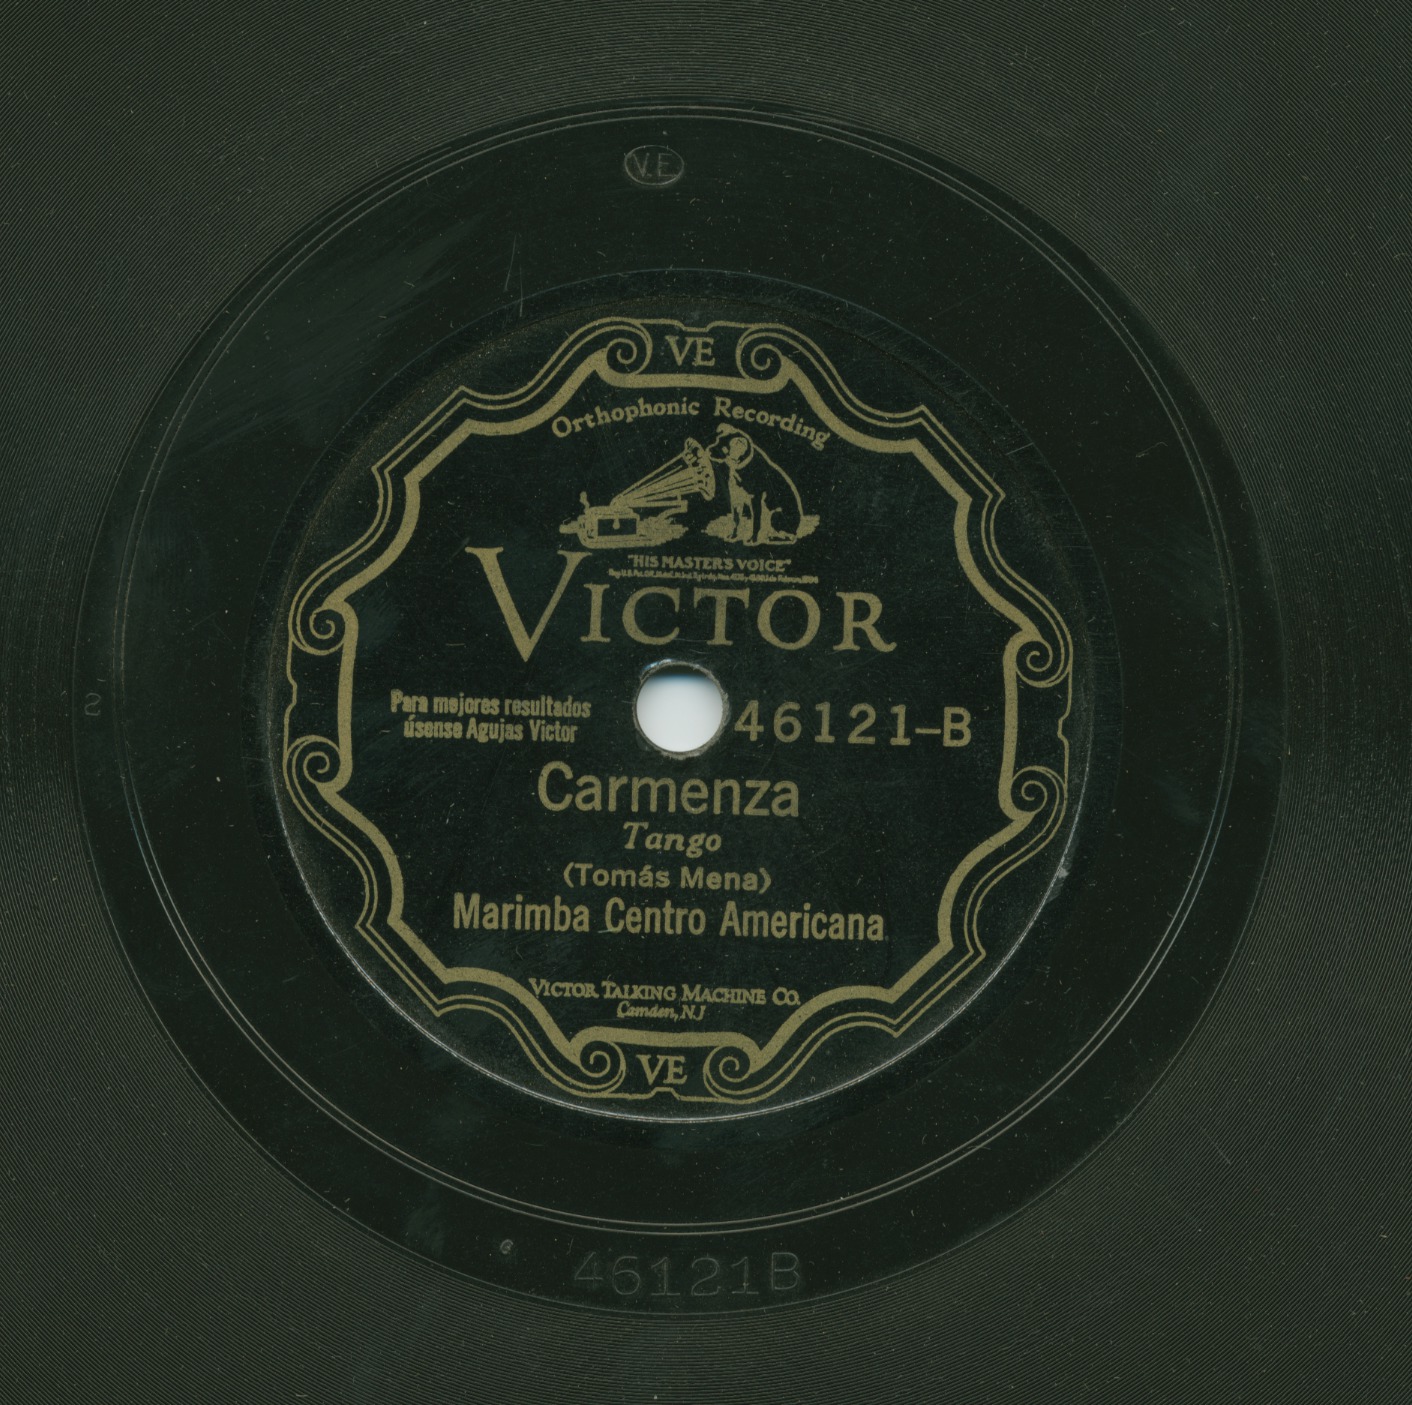 V.E.
VE
Orthophonic Recording
"HIS MASTER'S VOICE"
VICTOR
Para mejores resultados
úsense Agujas Victor
46121-B
Carmenza
Tango
(Tomás Mena)
Marimba Centro Americana
VICTOR TALKING MACHINE CO.
Camden, N.J
VE
2
46121B